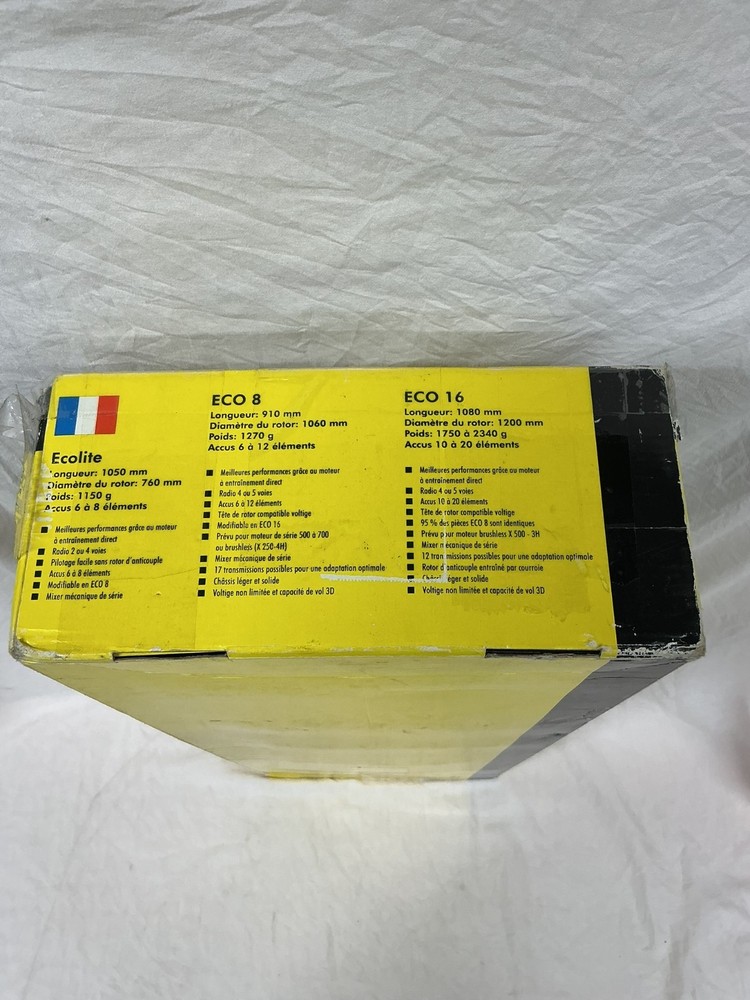 Ecolite
Longueur: 1050 mm
Diamètre du rotor: 760 mm
Poids: 1150 g
Accus 6 à 8 éléments
Meilleures performances grâce au moteur
à entraînement direct
Radio 2 ou 4 voies
Pilotage facile sans rotor d'anticouple
Accus 6 à 8 éléments
Modifiable en ECO 8
Mixer mécanique de série
ECO 8
Longueur: 910 mm
Diamètre du rotor: 1060 mm
Poids: 1270 g
Accus 6 à 12 éléments
Meilleures performances grâce au moteur
à entraînement direct
Radio 4 ou 5 voies
Accus 6 à 12 éléments
Tête de rotor compatible voltige
Modifiable en ECO 16
Prévu pour moteur de série 500 à 700
ou brushless (X 250-4H)
Mixer mécanique de série
17 transmissions possibles pour une adaptation optimale
Châssis léger et solide
Voltige non limitée et capacité de vol 3D
ECO 16
Longueur: 1080 mm
Diamètre du rotor: 1200 mm
Poids: 1750 à 2340 g
Accus 10 à 20 éléments
Meilleures performances grâce au moteur
à entraînement direct
Radio 4 ou 5 voies
Accus 10 à 20 éléments
Tête de rotor compatible voltige
95 % des pièces ECO 8 sont identiques
Prévu pour moteur brushless X 500 - 3H
Mixer mécanique de série
12 transmissions possibles pour une adaptation optimale
Rotor d'anticouple entraîné par courroie
Châssis léger et solide
Voltige non limitée et capacité de vol 3D